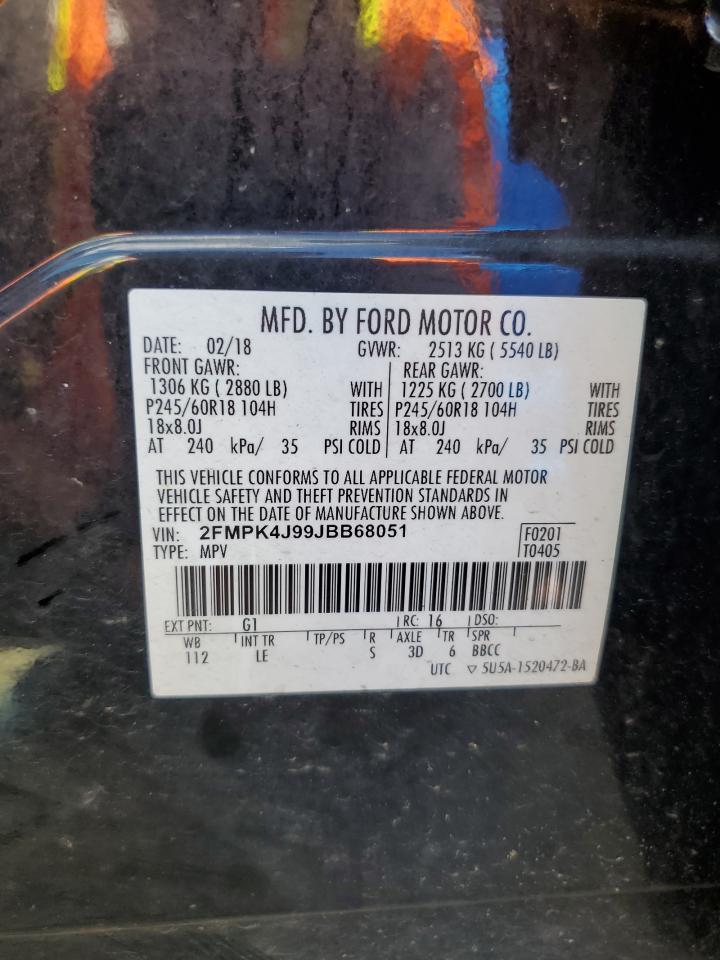 MFD. BY FORD MOTOR CO.
DATE: 02/18 GVWR: 2513 KG ( 5540 LB)
FRONT GAWR: REAR GAWR:
1306 KG ( 2880 LB) WITH 1225 KG ( 2700 LB) WITH
P245/60R18 104H TIRES P245/60R18 104H TIRES
18x8.0J RIMS 18x8.0J RIMS
AT 240 kPa/ 35 PSI COLD AT 240 kPa/ 35 PSI COLD
THIS VEHICLE CONFORMS TO ALL APPLICABLE FEDERAL MOTOR
VEHICLE SAFETY AND THEFT PREVENTION STANDARDS IN
EFFECT ON THE DATE OF MANUFACTURE SHOWN ABOVE.
VIN: 2FMPK4J99JBB68051 F0201
TYPE: MPV T0405
EXT PNT: G1 RC: 16 DSO:
WB INT TR TP/PS R AXLE TR SPR
112 LE S 3D 6 BBCC
UTC ▽ 5U5A-1520472-BA